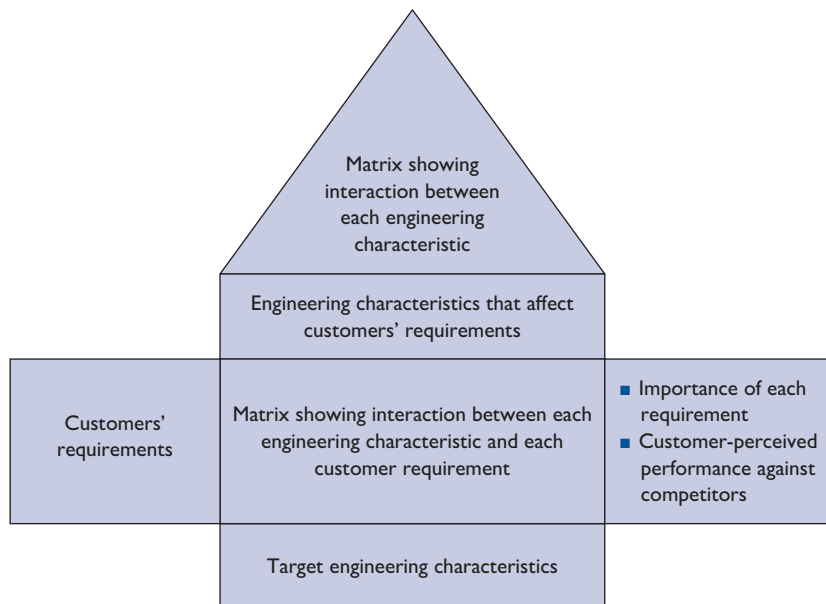 Matrix showing
interaction between
each engineering
characteristic
Engineering characteristics that affect
customers’ requirements
Customers’
requirements
Matrix showing interaction between each
engineering characteristic and each
customer requirement
■ Importance of each
requirement
■ Customer-perceived
performance against
competitors
Target engineering characteristics